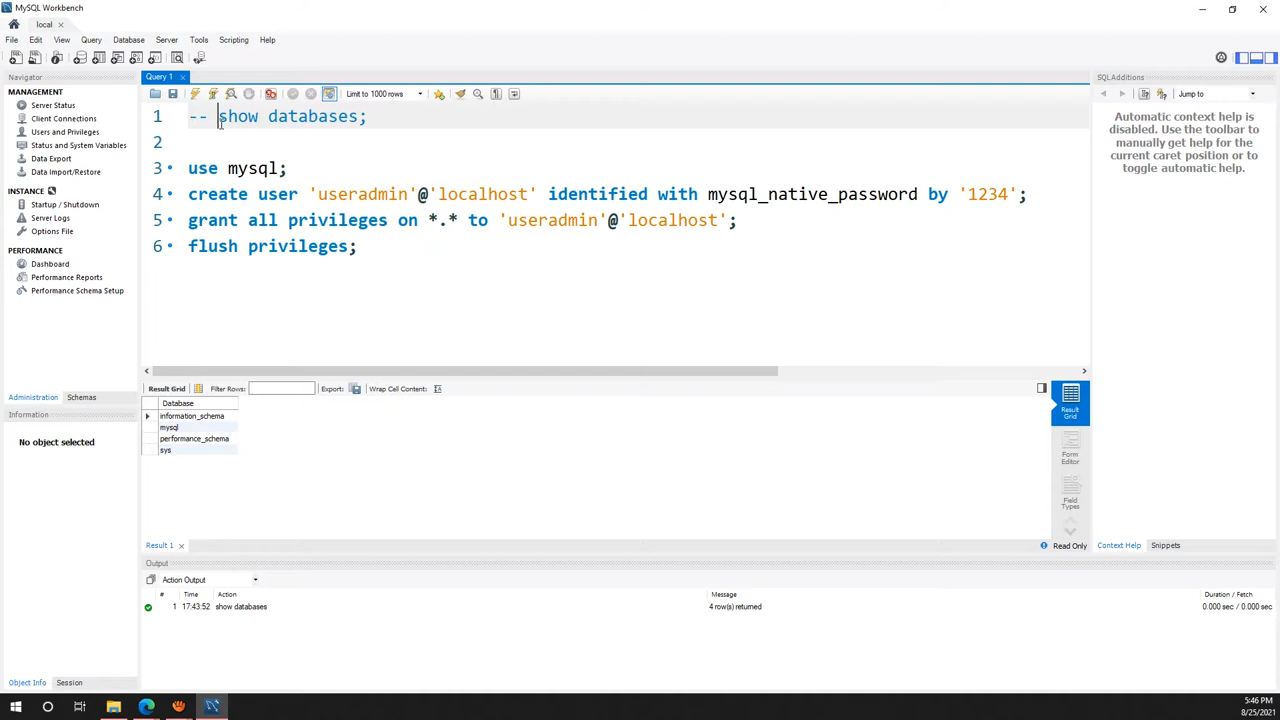 MySQL Workbench
local
File Edit View Query Database Server Tools Scripting Help
Navigator
MANAGEMENT
Server Status
Client Connections
Users and Privileges
Status and System Variables
Data Export
Data Import/Restore
INSTANCE
Startup / Shutdown
Server Logs
Options File
PERFORMANCE
Dashboard
Performance Reports
Performance Schema Setup
Administration Schemas
Information
No object selected
Object Info Session
Query 1
Limit to 1000 rows
1 -- show databases;
2
3 use mysql;
4 create user 'useradmin'@'localhost' identified with mysql_native_password by '1234';
5 grant all privileges on *.* to 'useradmin'@'localhost';
6 flush privileges;
Result Grid Filter Rows: Export: Wrap Cell Content:
Database
information_schema
mysql
performance_schema
sys
Result Grid
Form Editor
Field Types
Result 1
Read Only
Output
Action Output
# Time Action Message Duration / Fetch
1 17:43:52 show databases 4 row(s) returned 0.000 sec / 0.000 sec
SQLAdditions
Jump to
Automatic context help is
disabled. Use the toolbar to
manually get help for the
current caret position or to
toggle automatic help.
Context Help Snippets
5:46 PM
8/25/2021